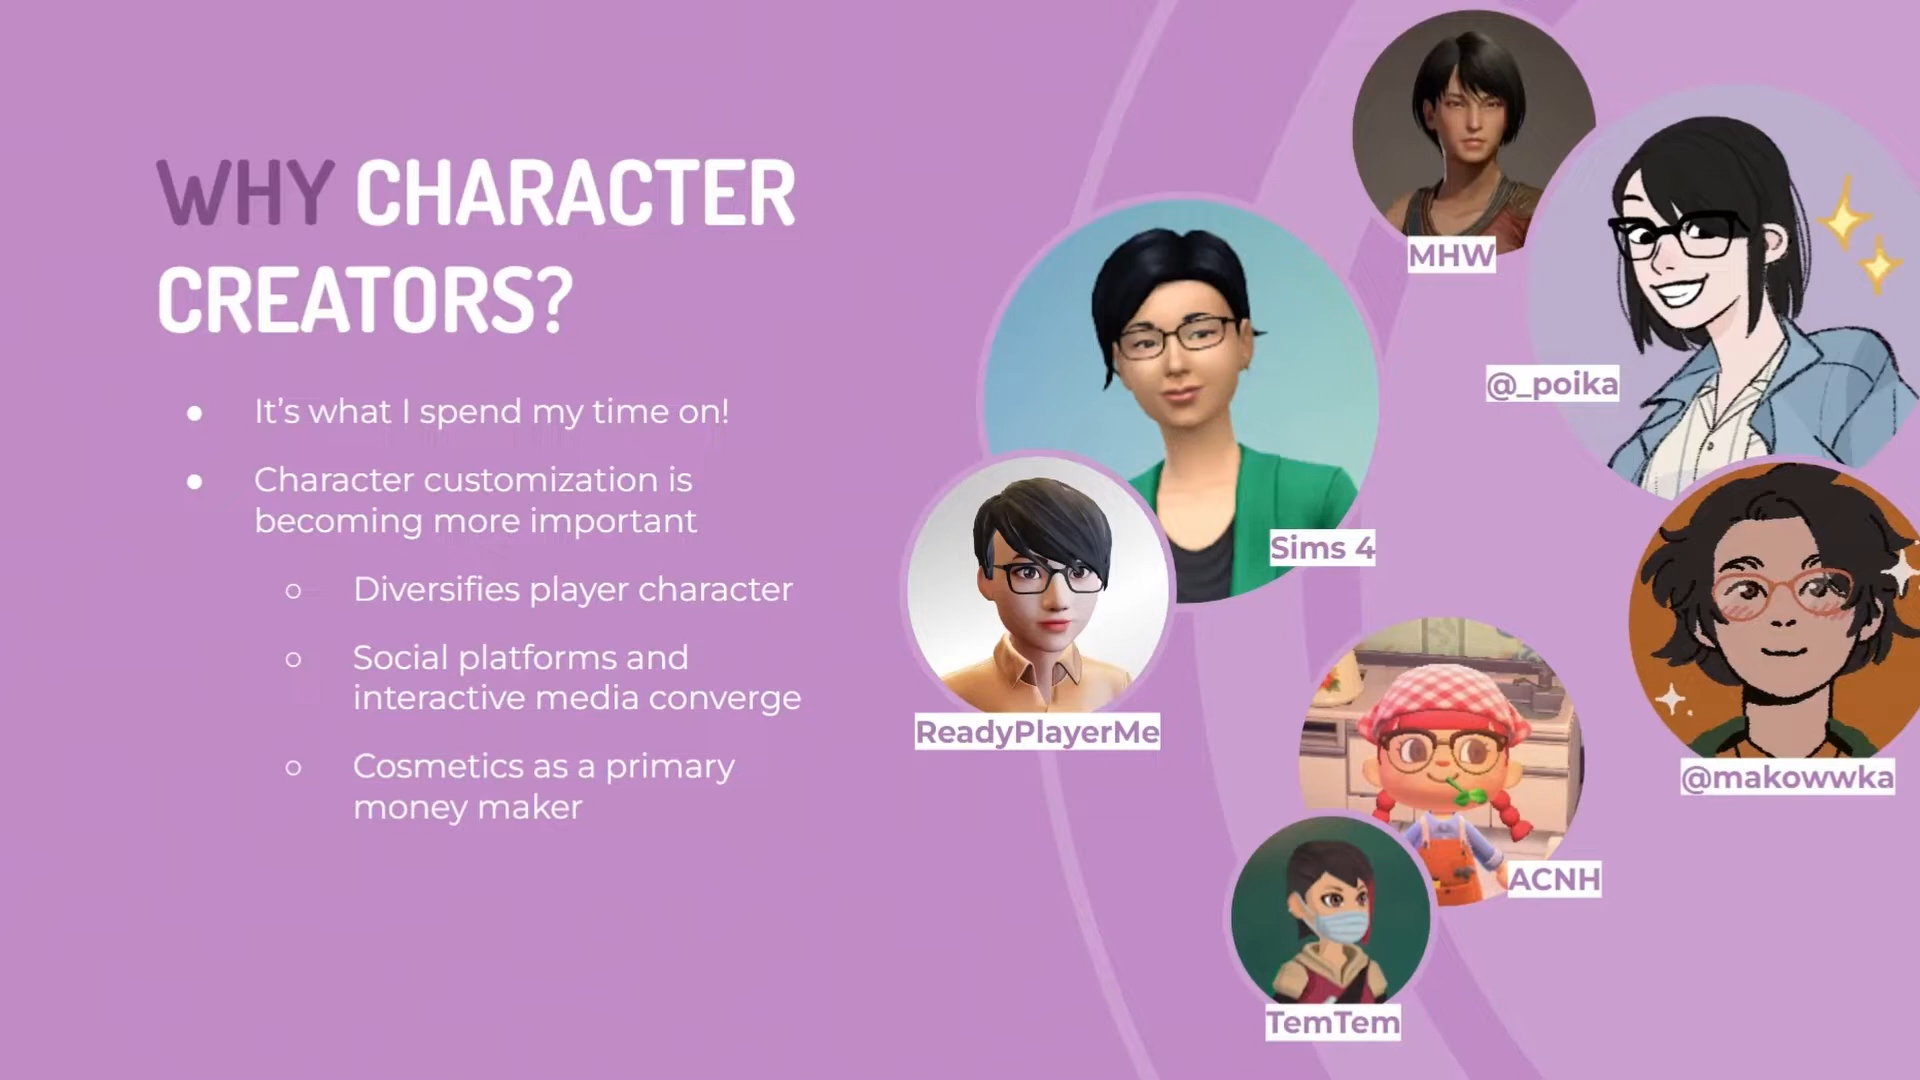 WHY CHARACTER
CREATORS?
● It's what I spend my time on!
● Character customization is
becoming more important
○ Diversifies player character
○ Social platforms and
interactive media converge
○ Cosmetics as a primary
money maker
MHW
@_poika
Sims 4
ReadyPlayerMe
@makowwka
ACNH
TemTem